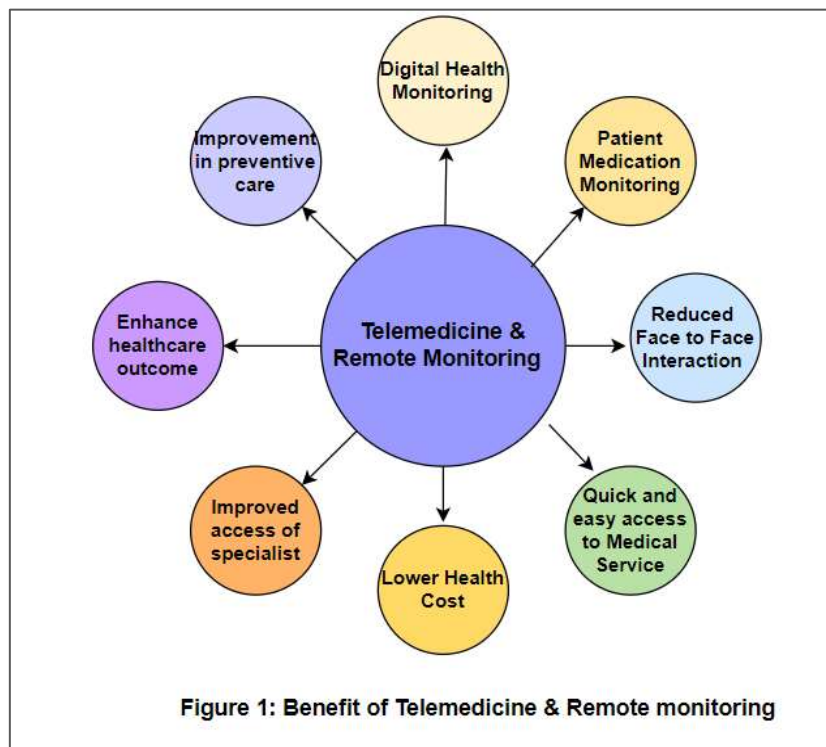 Digital Health
Monitoring
Improvement
in preventive
care
Patient
Medication
Monitoring
Enhance
healthcare
outcome
Telemedicine &
Remote Monitoring
Reduced
Face to Face
Interaction
Improved
access of
specialist
Lower Health
Cost
Quick and
easy access
to Medical
Service
Figure 1: Benefit of Telemedicine & Remote monitoring